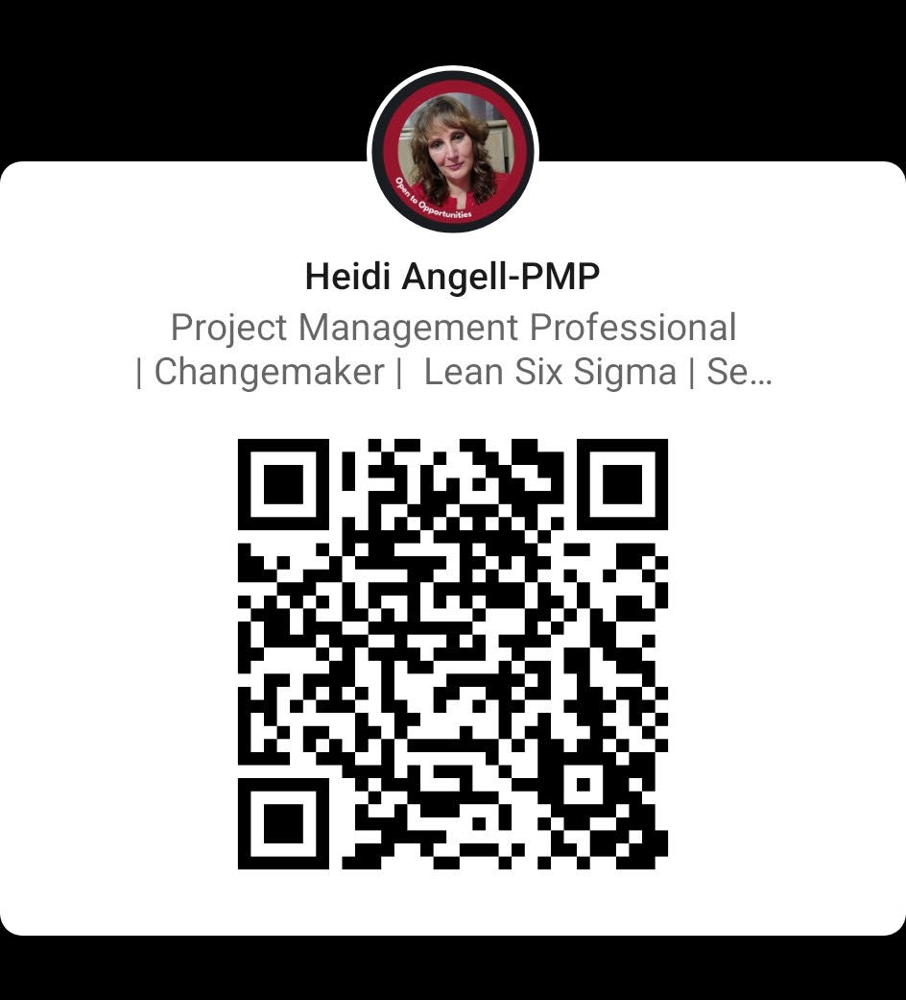 Open to Opportunities
Heidi Angell-PMP
Project Management Professional
| Changemaker |  Lean Six Sigma | Se...